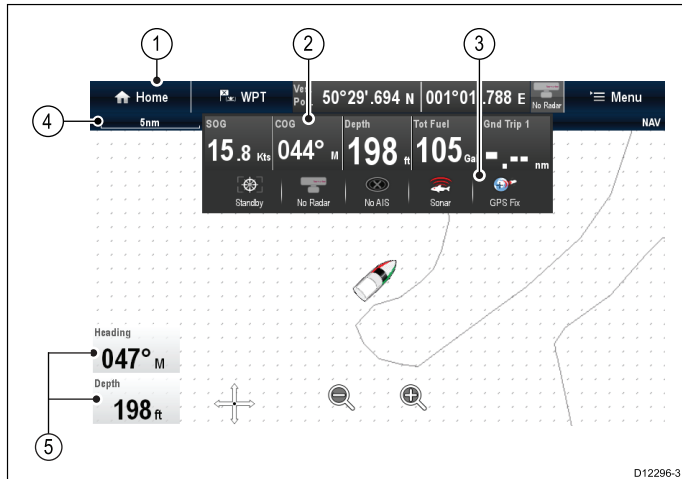 1 2 3
Home WPT Ves Pos 50°29'.694 N 001°01'.788 E No Radar Menu
4 5nm NAV
SOG COG Depth Tot Fuel Gnd Trip 1
15.8 Kts 044° M 198 ft 105 Gal -.-- nm
Standby No Radar No AIS Sonar GPS Fix
Heading
047° M
Depth
198 ft
5
D12296-3